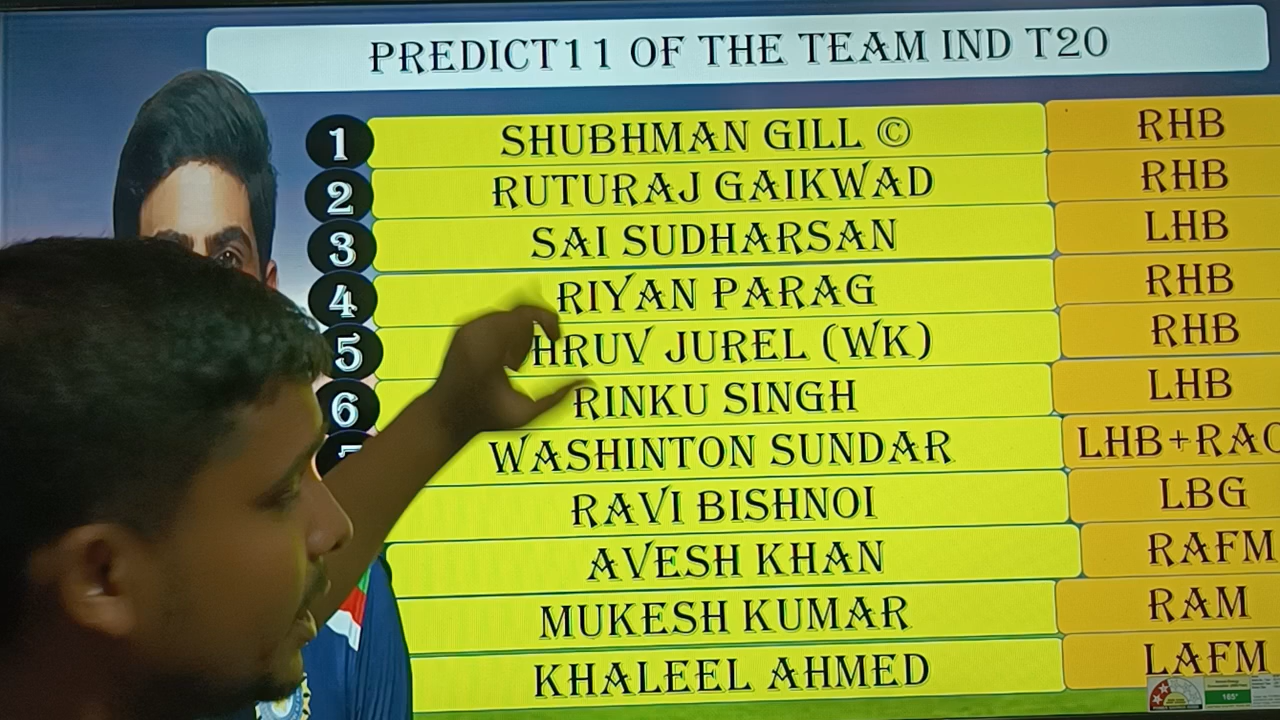 PREDICT11 OF THE TEAM IND T20
1 SHUBHMAN GILL © RHB
2 RUTURAJ GAIKWAD RHB
3 SAI SUDHARSAN LHB
4 RIYAN PARAG RHB
5 HRUV JUREL (WK) RHB
6 RINKU SINGH LHB
WASHINTON SUNDAR LHB+RAO
RAVI BISHNOI LBG
AVESH KHAN RAFM
MUKESH KUMAR RAM
KHALEEL AHMED LAFM